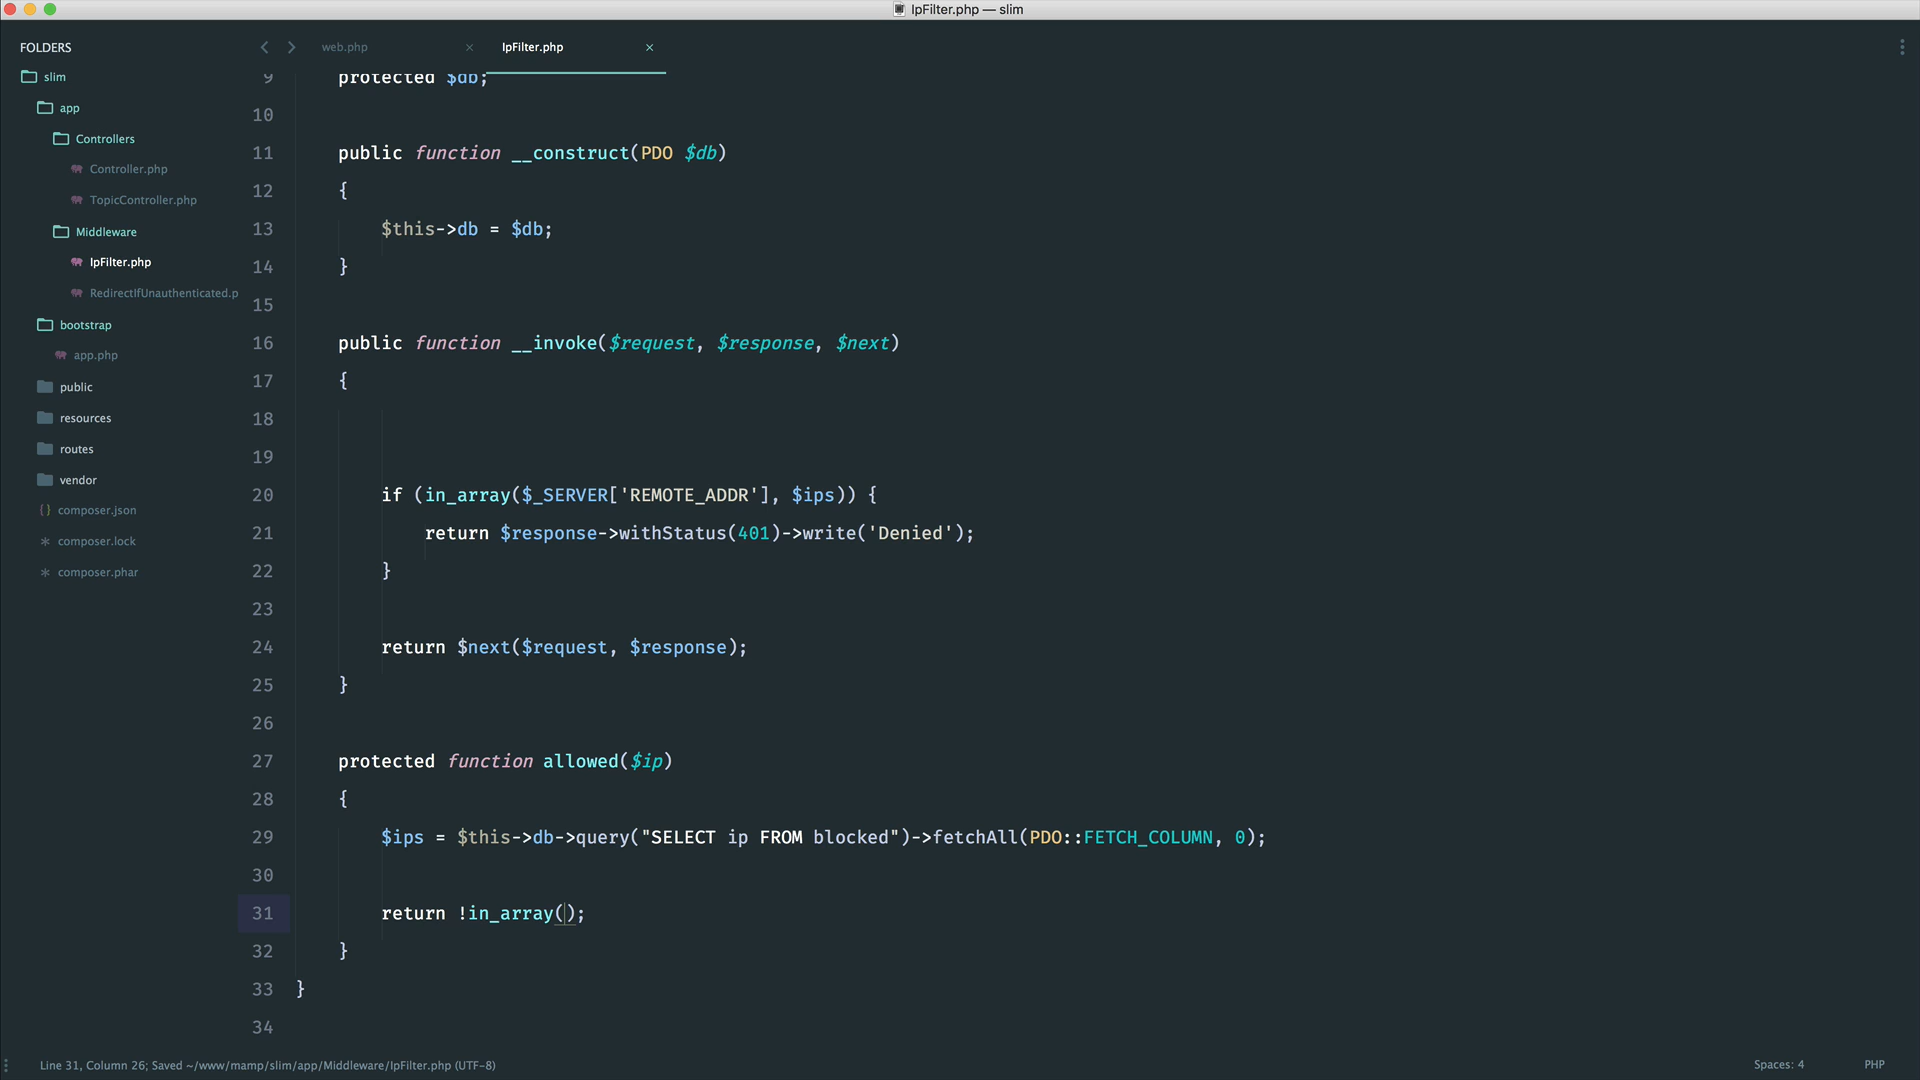 IpFilter.php — slim
FOLDERS
slim
app
Controllers
Controller.php
TopicController.php
Middleware
IpFilter.php
RedirectIfUnauthenticated.p
bootstrap
app.php
public
resources
routes
vendor
composer.json
composer.lock
composer.phar
web.php
IpFilter.php
9 protected $db;
10
11 public function __construct(PDO $db)
12 {
13 $this->db = $db;
14 }
15
16 public function __invoke($request, $response, $next)
17 {
18
19
20 if (in_array($_SERVER['REMOTE_ADDR'], $ips)) {
21 return $response->withStatus(401)->write('Denied');
22 }
23
24 return $next($request, $response);
25 }
26
27 protected function allowed($ip)
28 {
29 $ips = $this->db->query("SELECT ip FROM blocked")->fetchAll(PDO::FETCH_COLUMN, 0);
30
31 return !in_array();
32 }
33 }
34
Line 31, Column 26; Saved ~/www/mamp/slim/app/Middleware/IpFilter.php (UTF-8)
Spaces: 4
PHP